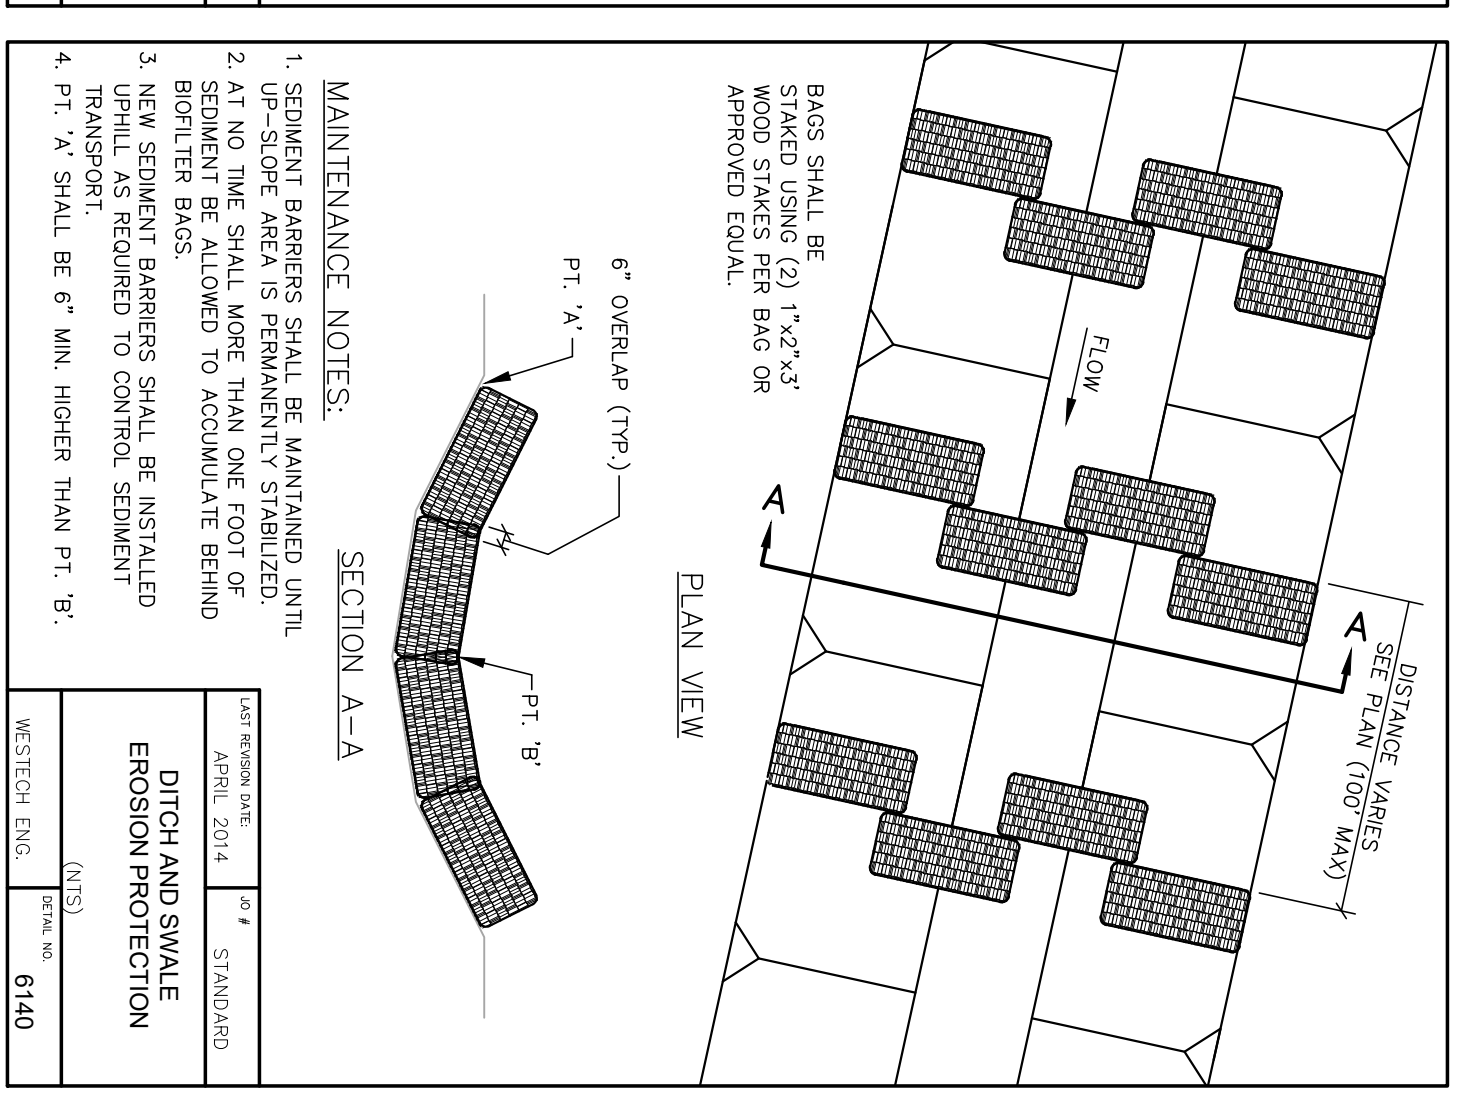 DISTANCE VARIES
SEE PLAN (100' MAX)
A
A
FLOW
BAGS SHALL BE
STAKED USING (2) 1"x2"x3'
WOOD STAKES PER BAG OR
APPROVED EQUAL.
PLAN VIEW
6" OVERLAP (TYP.)
PT. 'A'
PT. 'B'
SECTION A-A
MAINTENANCE NOTES:
1. SEDIMENT BARRIERS SHALL BE MAINTAINED UNTIL
UP-SLOPE AREA IS PERMANENTLY STABILIZED.
2. AT NO TIME SHALL MORE THAN ONE FOOT OF
SEDIMENT BE ALLOWED TO ACCUMULATE BEHIND
BIOFILTER BAGS.
3. NEW SEDIMENT BARRIERS SHALL BE INSTALLED
UPHILL AS REQUIRED TO CONTROL SEDIMENT
TRANSPORT.
4. PT. 'A' SHALL BE 6" MIN. HIGHER THAN PT. 'B'.
LAST REVISION DATE:
APRIL 2014
JO #
STANDARD
DITCH AND SWALE
EROSION PROTECTION
(NTS)
WESTECH ENG.
DETAIL NO.
6140